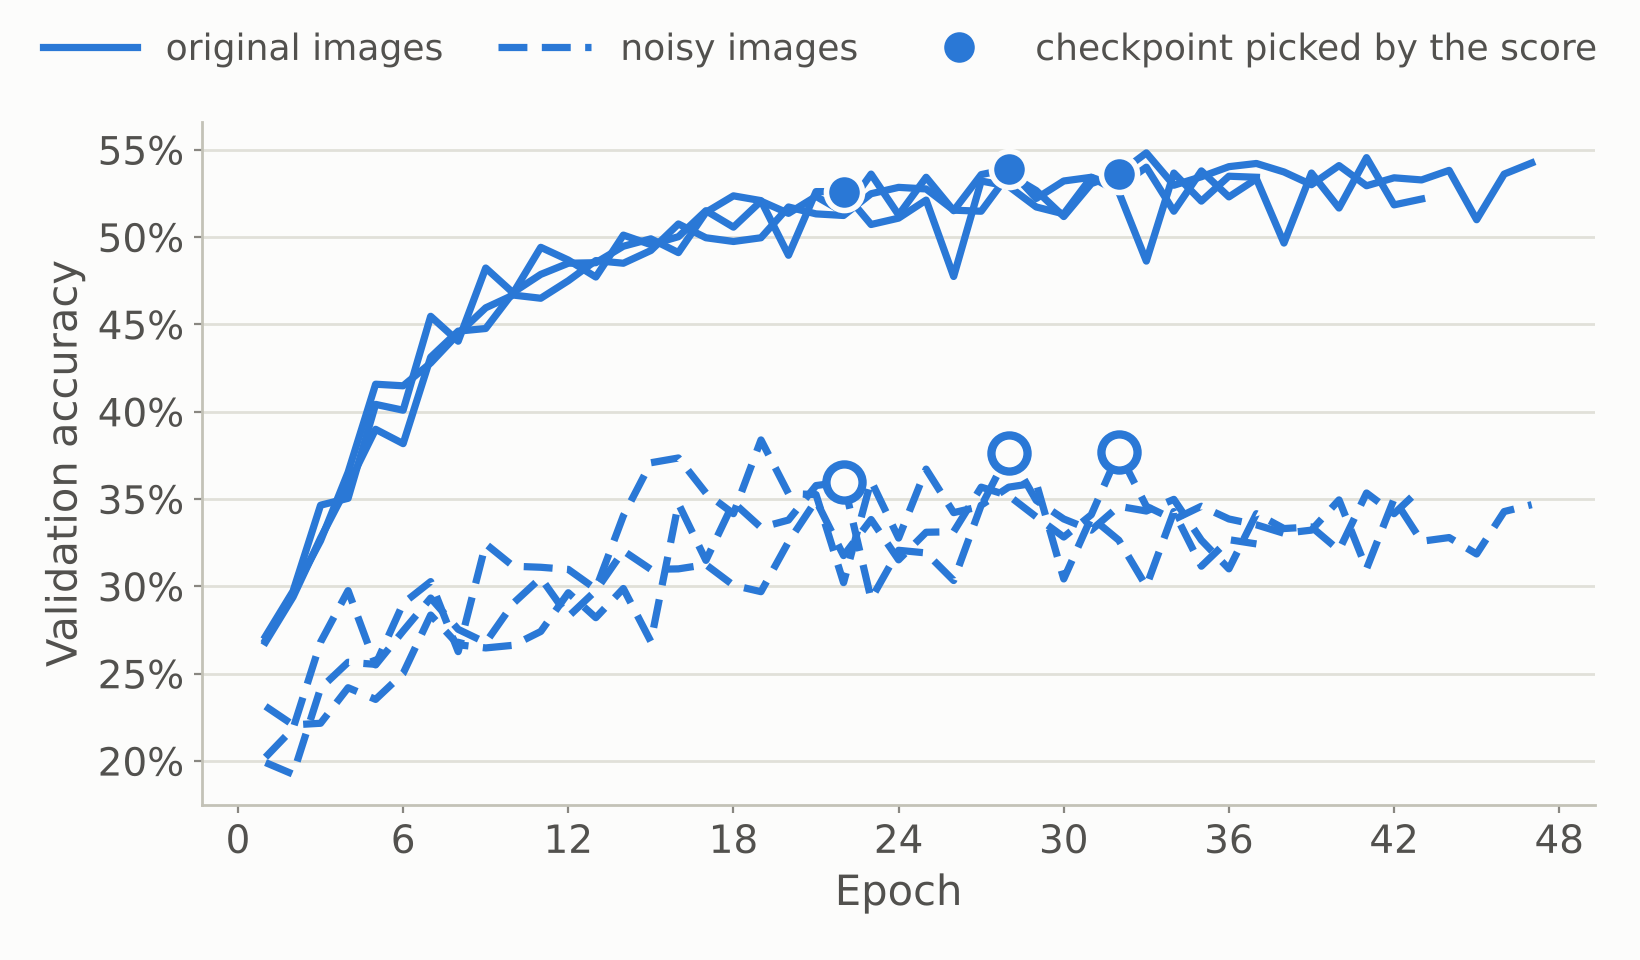 original images noisy images checkpoint picked by the score
55%
50%
45%
40%
35%
30%
25%
20%
Validation accuracy
0 6 12 18 24 30 36 42 48
Epoch